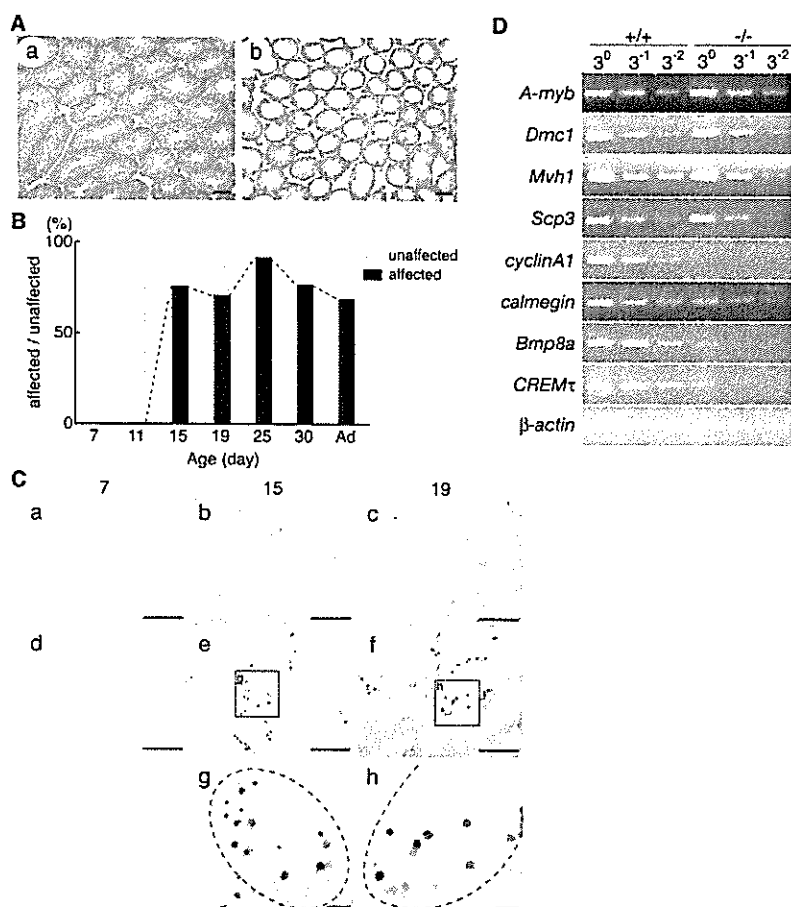 A
a
b
B
(%)
100
50
0
affected / unaffected
unaffected
affected
7 11 15 19 25 30 Ad
Age (day)
C
7 15 19
a b c
d e f
g h
g h
D
+/+ -/-
3⁰ 3⁻¹ 3⁻² 3⁰ 3⁻¹ 3⁻²
A-myb
Dmc1
Mvh1
Scp3
cyclinA1
calmegin
Bmp8a
CREMτ
β-actin